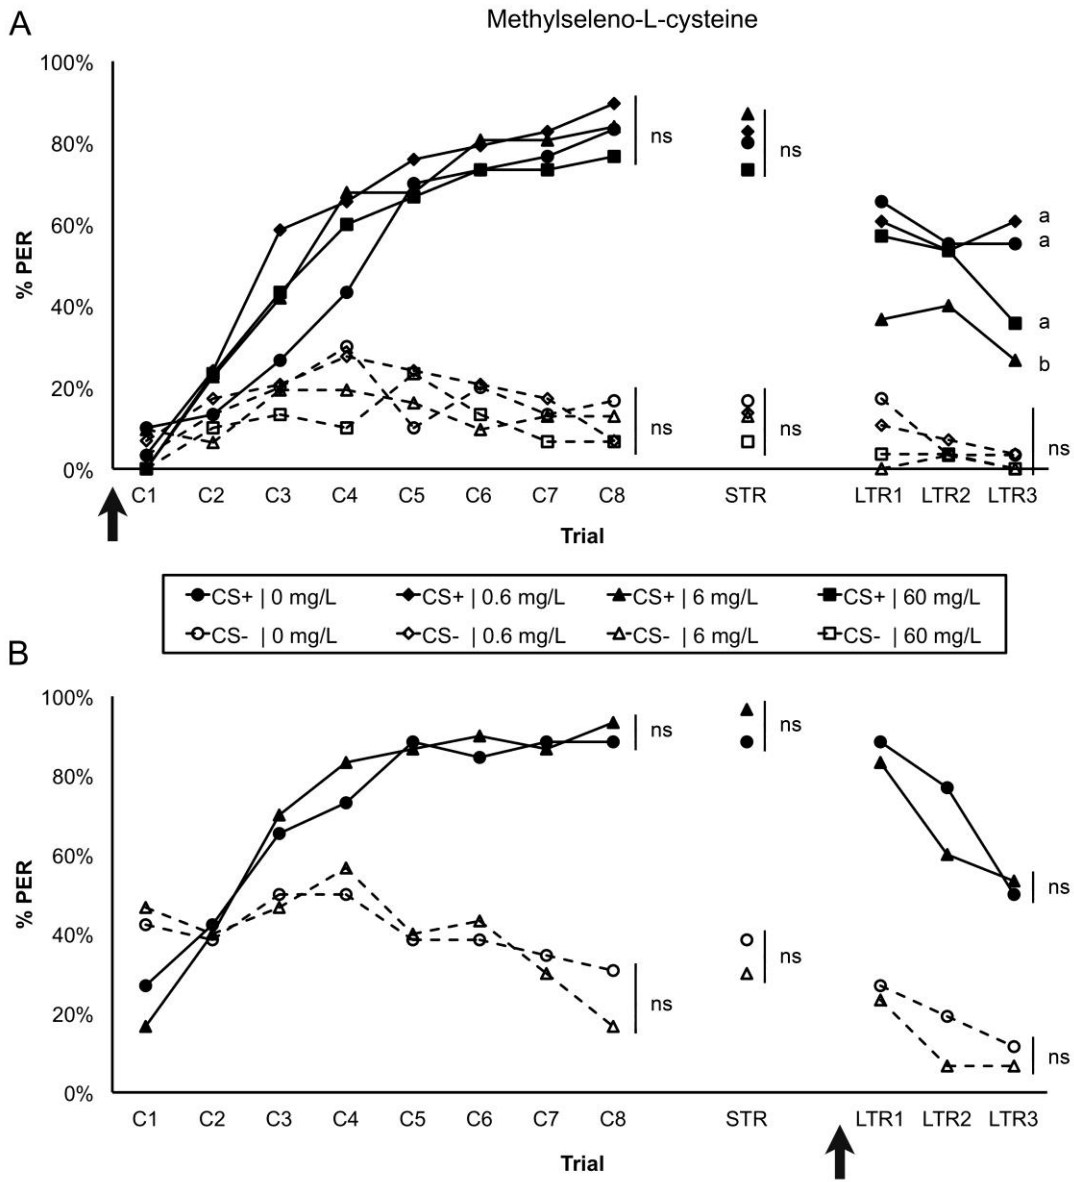 A
Methylseleno-L-cysteine
100%
80%
60%
40%
20%
0%
% PER
ns
ns
a
a
a
b
ns
ns
ns
C1 C2 C3 C4 C5 C6 C7 C8 STR LTR1 LTR2 LTR3
Trial
CS+ | 0 mg/L CS+ | 0.6 mg/L CS+ | 6 mg/L CS+ | 60 mg/L
CS- | 0 mg/L CS- | 0.6 mg/L CS- | 6 mg/L CS- | 60 mg/L
B
100%
80%
60%
40%
20%
0%
% PER
ns
ns
ns
ns
ns
ns
C1 C2 C3 C4 C5 C6 C7 C8 STR LTR1 LTR2 LTR3
Trial